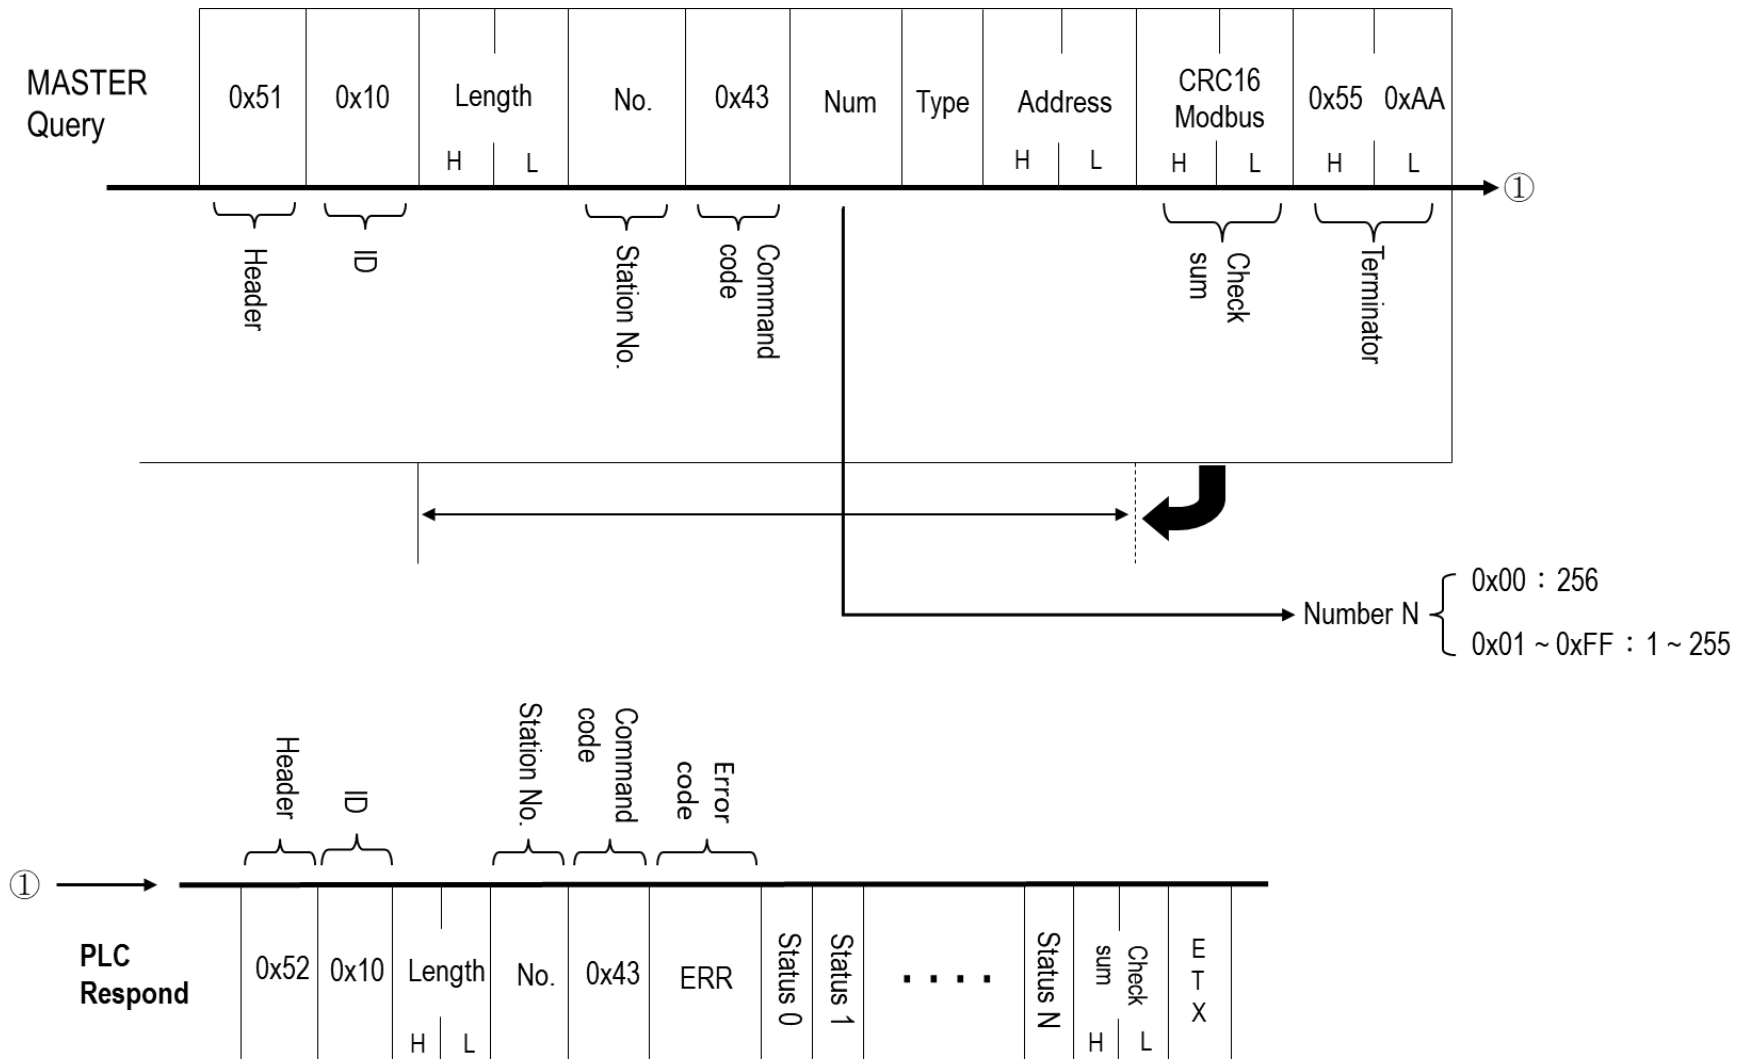 MASTER
Query
0x51
0x10
Length
H
L
No.
0x43
Num
Type
Address
H
L
CRC16
Modbus
H
L
0x55
0xAA
H
L
①
Header
ID
Station No.
Command
code
Check
sum
Terminator
Number N
0x00：256
0x01 ~ 0xFF：1 ~ 255
Header
ID
Station No.
Command
code
Error
code
①
PLC
Respond
0x52
0x10
Length
H
L
No.
0x43
ERR
Status 0
Status 1
....
Status N
Check
sum
H
L
E
T
X